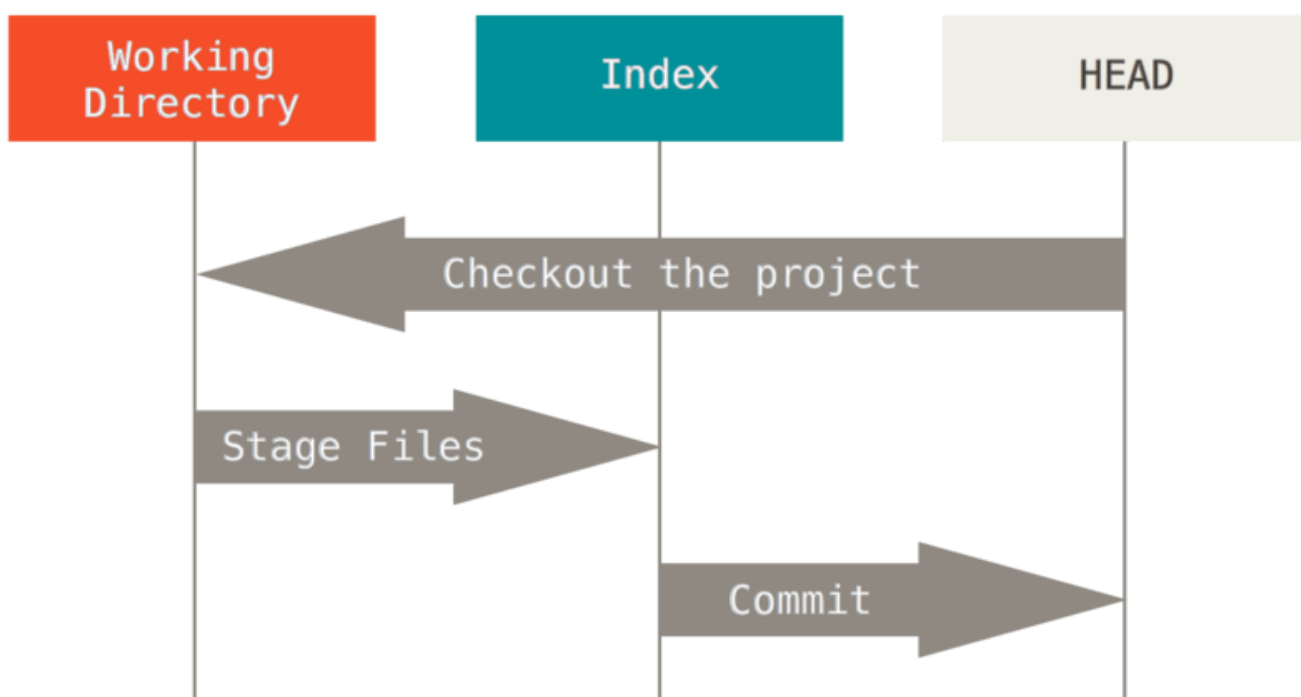 Working
Directory
Index
HEAD
Checkout the project
Stage Files
Commit